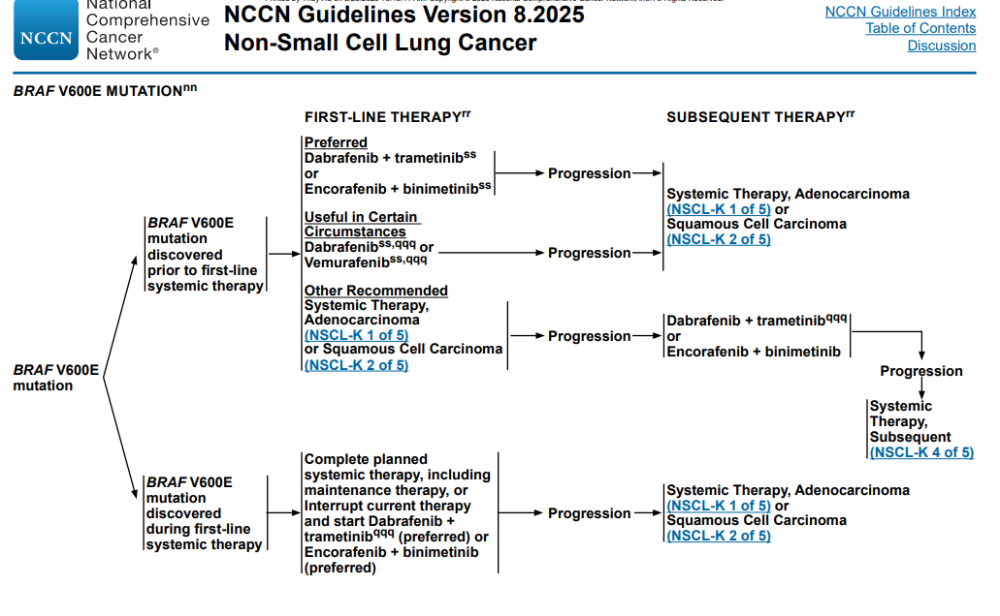 National
Comprehensive
Cancer
Network®
NCCN
NCCN Guidelines Version 8.2025
Non-Small Cell Lung Cancer
NCCN Guidelines Index
Table of Contents
Discussion
BRAF V600E MUTATIONnn
FIRST-LINE THERAPYrr
SUBSEQUENT THERAPYrr
BRAF V600E
mutation
BRAF V600E
mutation
discovered
prior to first-line
systemic therapy
Preferred
Dabrafenib + trametinibss
or
Encorafenib + binimetinibss
Progression
Useful in Certain
Circumstances
Dabrafenibss,qqq or
Vemurafenibss,qqq
Progression
Systemic Therapy, Adenocarcinoma
(NSCL-K 1 of 5) or
Squamous Cell Carcinoma
(NSCL-K 2 of 5)
Other Recommended
Systemic Therapy,
Adenocarcinoma
(NSCL-K 1 of 5)
or Squamous Cell Carcinoma
(NSCL-K 2 of 5)
Progression
Dabrafenib + trametinibqqq
or
Encorafenib + binimetinib
Progression
Systemic
Therapy,
Subsequent
(NSCL-K 4 of 5)
BRAF V600E
mutation
discovered
during first-line
systemic therapy
Complete planned
systemic therapy, including
maintenance therapy, or
Interrupt current therapy
and start Dabrafenib +
trametinibqqq (preferred) or
Encorafenib + binimetinib
(preferred)
Progression
Systemic Therapy, Adenocarcinoma
(NSCL-K 1 of 5) or
Squamous Cell Carcinoma
(NSCL-K 2 of 5)